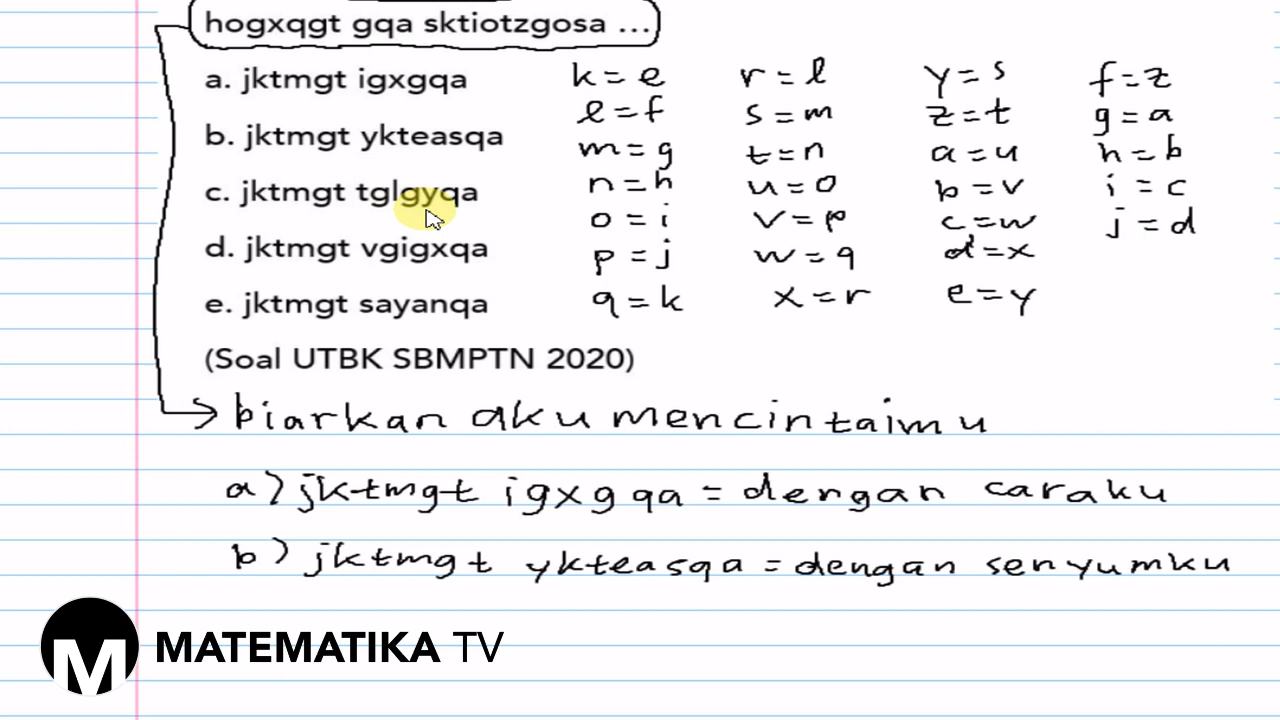 hogxqgt gqa sktiotzgosa ...
a. jktmgt igxgqa
b. jktmgt ykteasqa
c. jktmgt tglgyqa
d. jktmgt vgigxqa
e. jktmgt sayanqa
(Soal UTBK SBMPTN 2020)
k = e r = l y = s f = z
l = f s = m z = t g = a
m = g t = n a = u h = b
n = h u = o b = v i = c
o = i v = p c = w j = d
p = j w = q d = x
q = k x = r e = y
→ biarkan aku mencintaimu
a) jktmgt igxgqa = dengan caraku
b) jktmgt ykteasqa = dengan senyumku
M MATEMATIKA TV